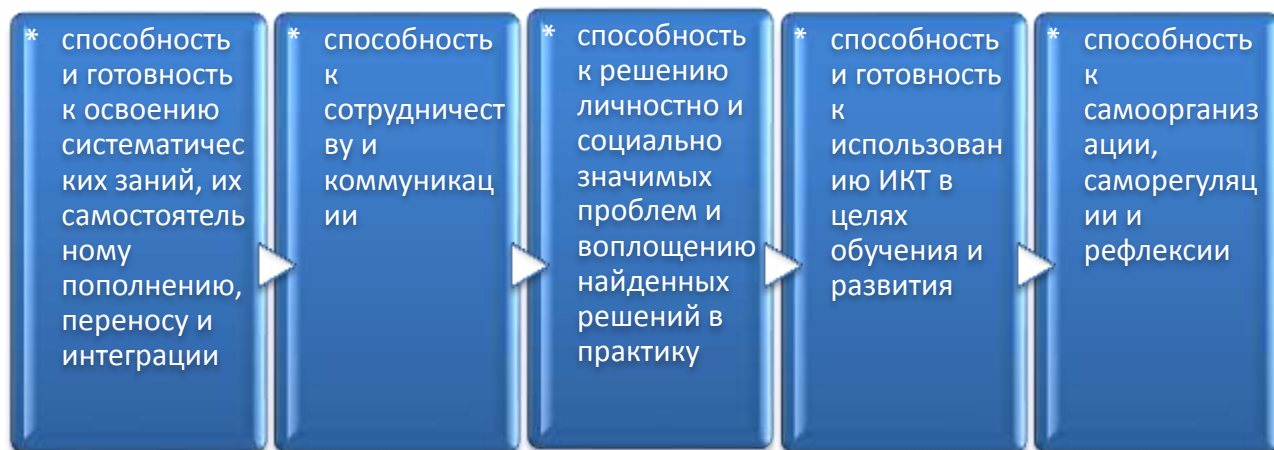 * способность
и готовность
к освоению
систематичес
ких заний, их
самостоятель
ному
пополнению,
переносу и
интеграции
* способность
к
сотрудничест
ву и
коммуникац
ии
* способность
к решению
личностно и
социально
значимых
проблем и
воплощению
найденных
решений в
практику
* способность
и готовность
к
использован
ию ИКТ в
целях
обучения и
развития
* способность
к
самоорганиз
ации,
саморегуляц
ии и
рефлексии